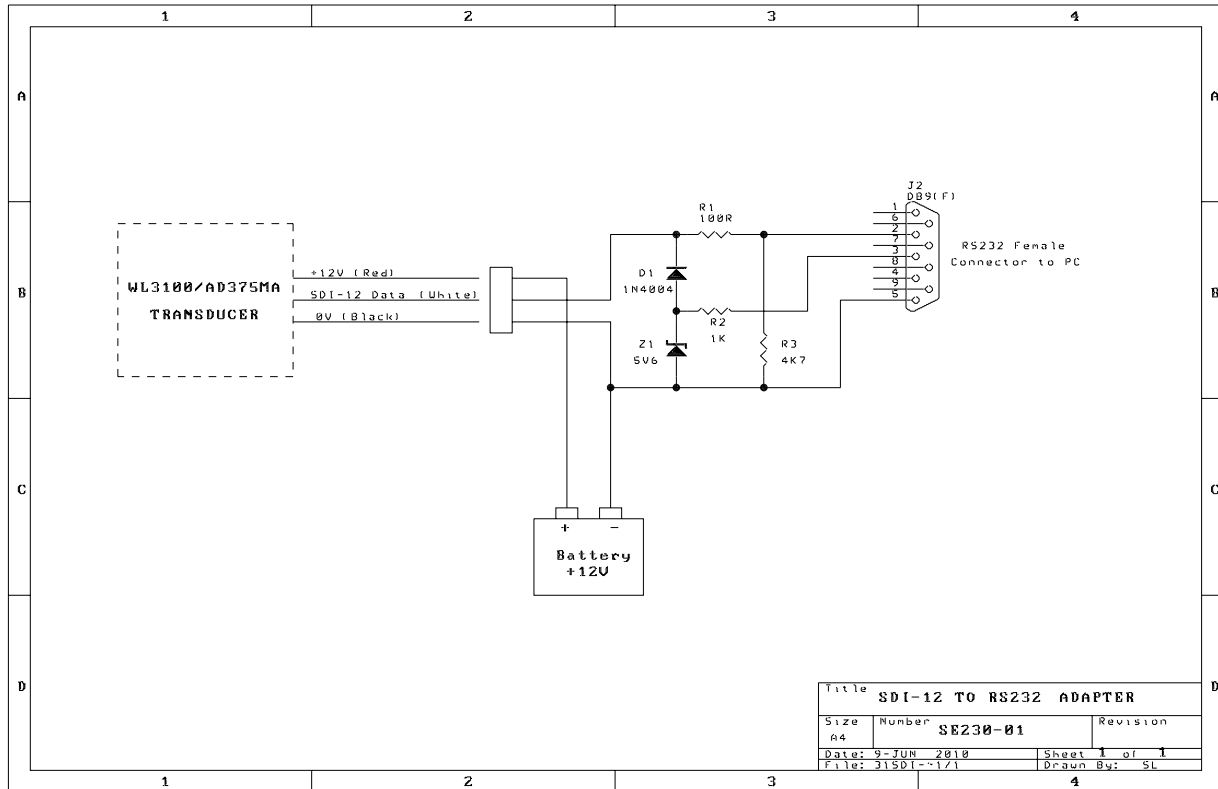 1 2 3 4
A A
J2
DB9(F)
R1
100R
1
6
2
7
3
8
4
9
5
RS232 Female
Connector to PC
+12V (Red)
SDI-12 Data (White)
0V (Black)
WL3100/AD375MA
TRANSDUCER
B B
D1
1N4004
R2
1K
Z1
5V6
R3
4K7
C C
+ -
Battery
+12V
D D
Title SDI-12 TO RS232 ADAPTER
Size Number Revision
A4 SE230-01
Date: 9-JUN 2010 Sheet 1 of 1
File: 31SDI-~1/1 Drawn By: SL
1 2 3 4